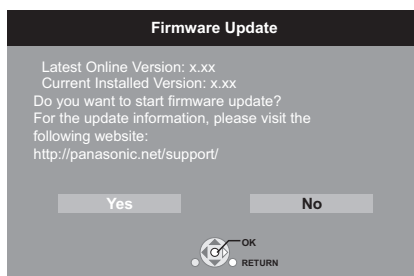 Firmware Update
Latest Online Version: x.xx
Current Installed Version: x.xx
Do you want to start firmware update?
For the update information, please visit the
following website:
http://panasonic.net/support/
Yes No
OK
RETURN